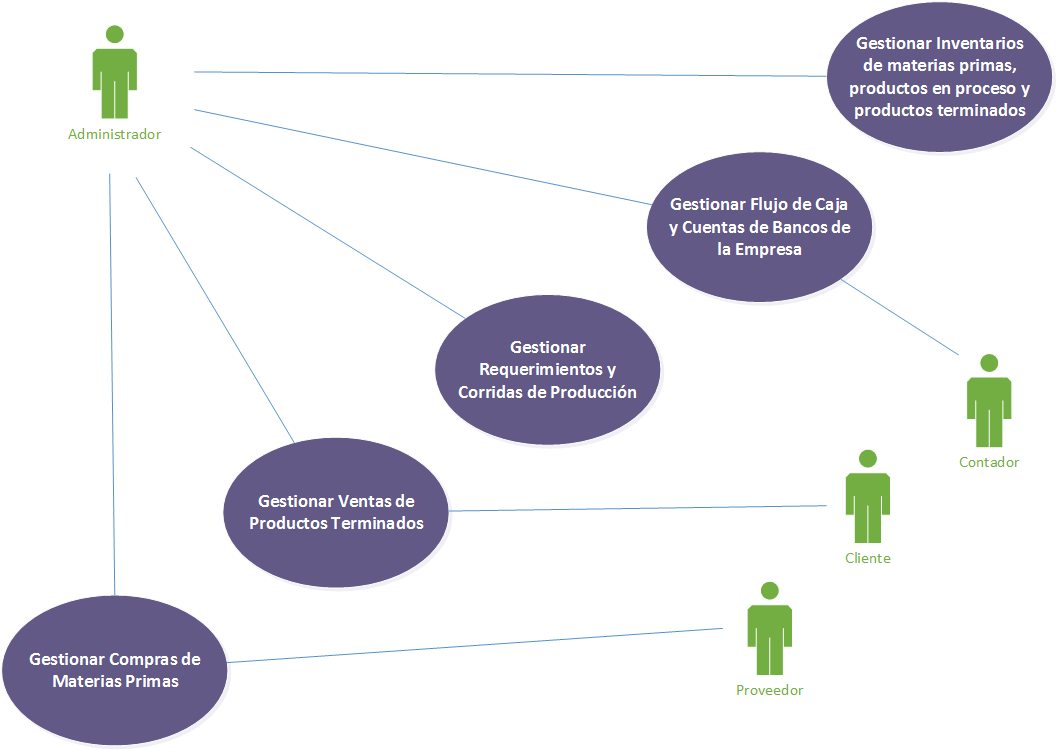 Administrador
Gestionar Inventarios
de materias primas,
productos en proceso y
productos terminados
Gestionar Flujo de Caja
y Cuentas de Bancos de
la Empresa
Gestionar
Requerimientos y
Corridas de Producción
Contador
Gestionar Ventas de
Productos Terminados
Cliente
Gestionar Compras de
Materias Primas
Proveedor